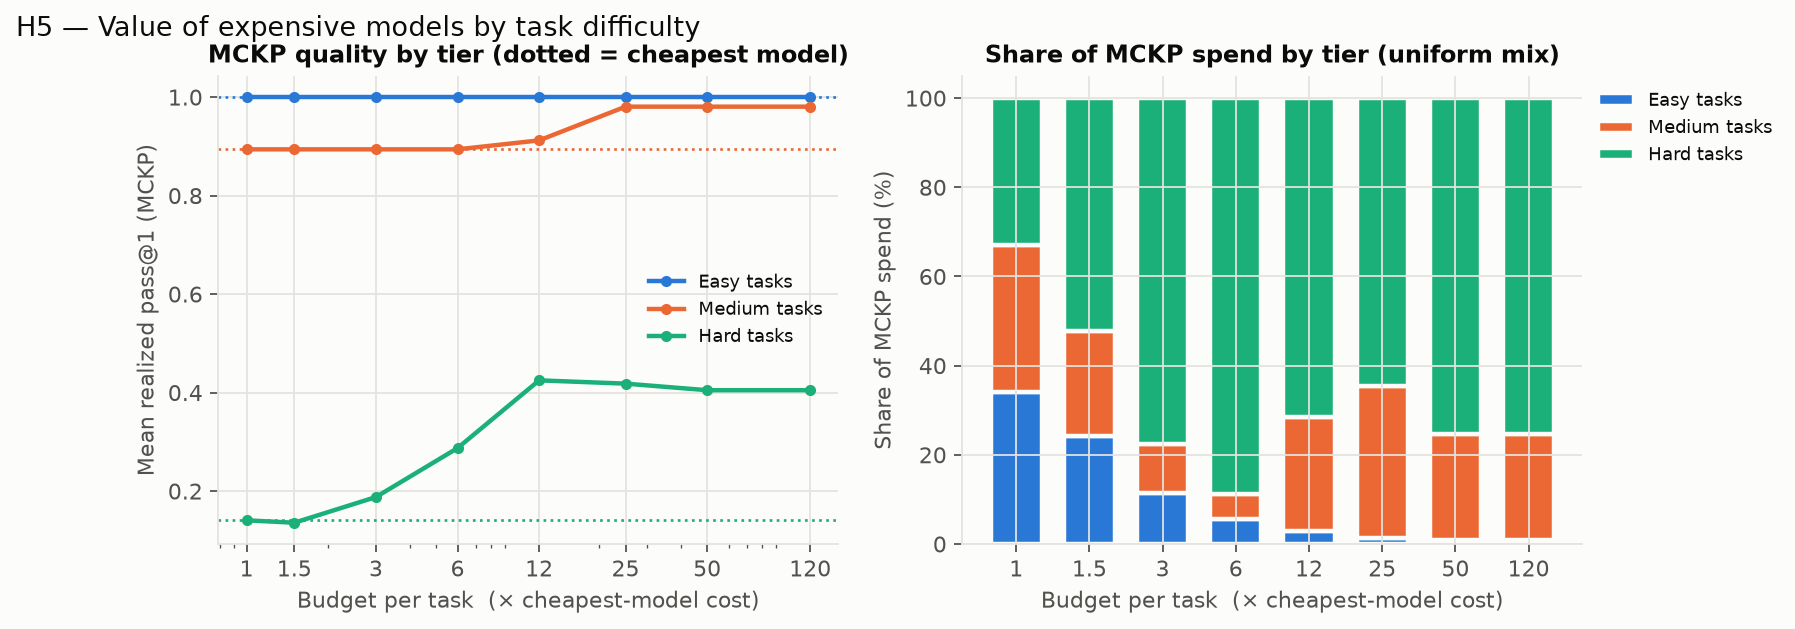 H5 — Value of expensive models by task difficulty
MCKP quality by tier (dotted = cheapest model)
Mean realized pass@1 (MCKP)
1.0
0.8
0.6
0.4
0.2
Easy tasks
Medium tasks
Hard tasks
1 1.5 3 6 12 25 50 120
Budget per task (× cheapest-model cost)
Share of MCKP spend by tier (uniform mix)
Share of MCKP spend (%)
100
80
60
40
20
0
1 1.5 3 6 12 25 50 120
Budget per task (× cheapest-model cost)
Easy tasks
Medium tasks
Hard tasks